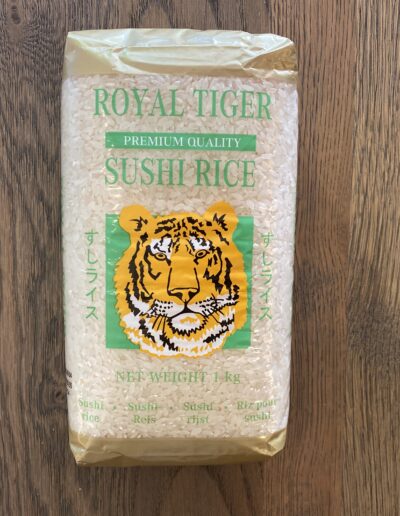 ROYAL TIGER
PREMIUM QUALITY
SUSHI RICE
すしライス
すしライス
NET WEIGHT 1 kg
Sushi • Sushi • Sushi • Riz pour
rice Reis rijst sushi